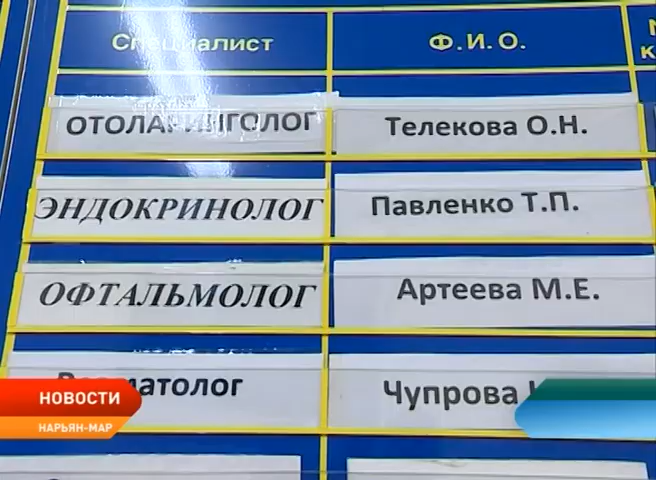 Специалист Ф.И.О.
ОТОЛАРИНГОЛОГ Телекова О.Н.
ЭНДОКРИНОЛОГ Павленко Т.П.
ОФТАЛЬМОЛОГ Артеева М.Е.
Чупрова
НОВОСТИ
НАРЬЯН-МАР